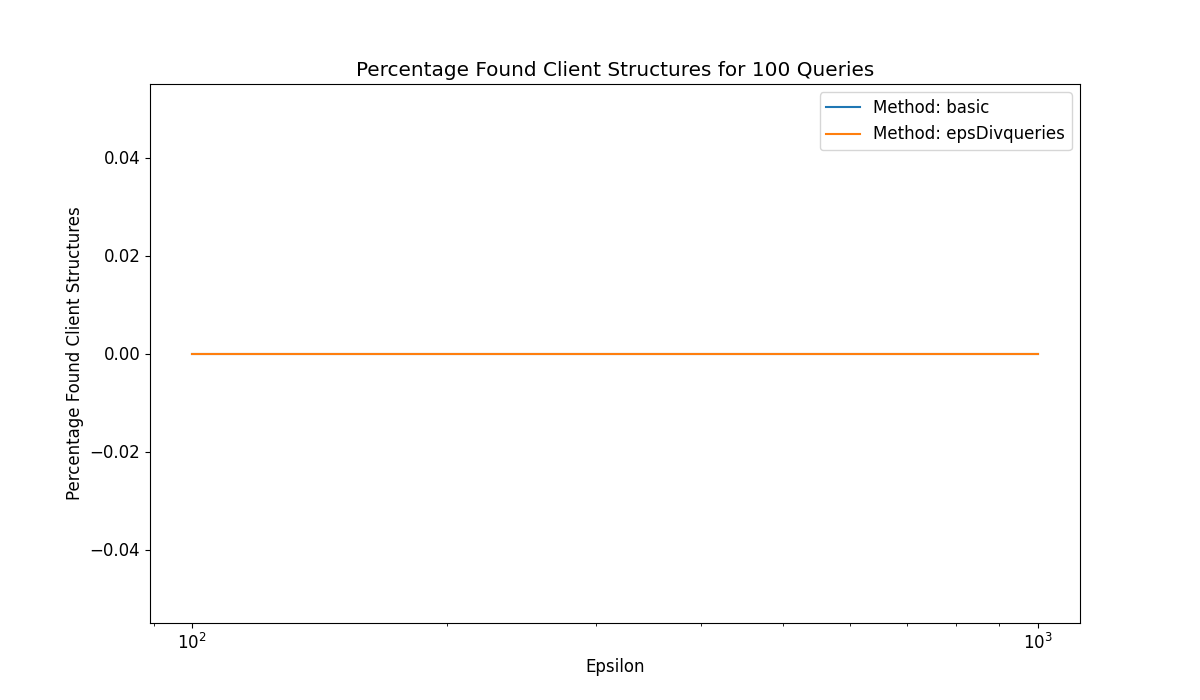 Percentage Found Client Structures for 100 Queries
Method: basic
Method: epsDivqueries
Percentage Found Client Structures
0.04
0.02
0.00
−0.02
−0.04
10²
10³
Epsilon